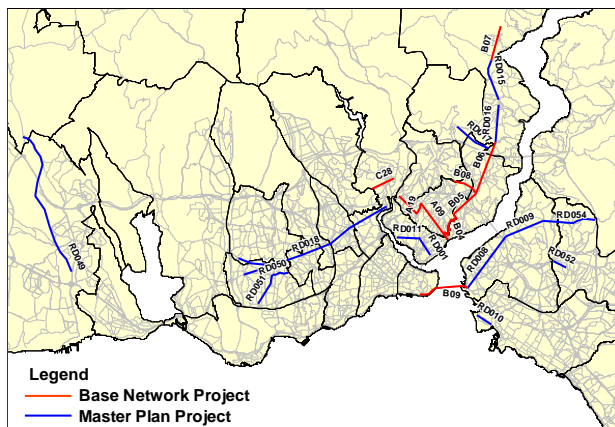 B07
RD015
RD016
RD017
B06
B08
B05
C28
A19
A09
B04
RD011
RD001
RD009
RD054
RD008
RD052
RD018
RD050
RD051
RD049
B09
RD010
Legend
Base Network Project
Master Plan Project